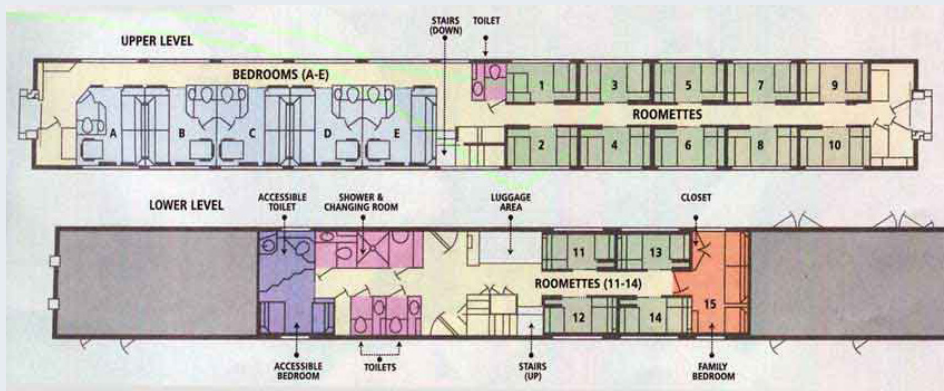 UPPER LEVEL
STAIRS
(DOWN)
TOILET
BEDROOMS (A-E)
1
3
5
7
9
A
B
C
D
E
ROOMETTES
2
4
6
8
10
LOWER LEVEL
ACCESSIBLE
TOILET
SHOWER &
CHANGING ROOM
LUGGAGE
AREA
CLOSET
11
13
ROOMETTES (11-14)
15
12
14
ACCESSIBLE
BEDROOM
TOILETS
STAIRS
(UP)
FAMILY
BEDROOM